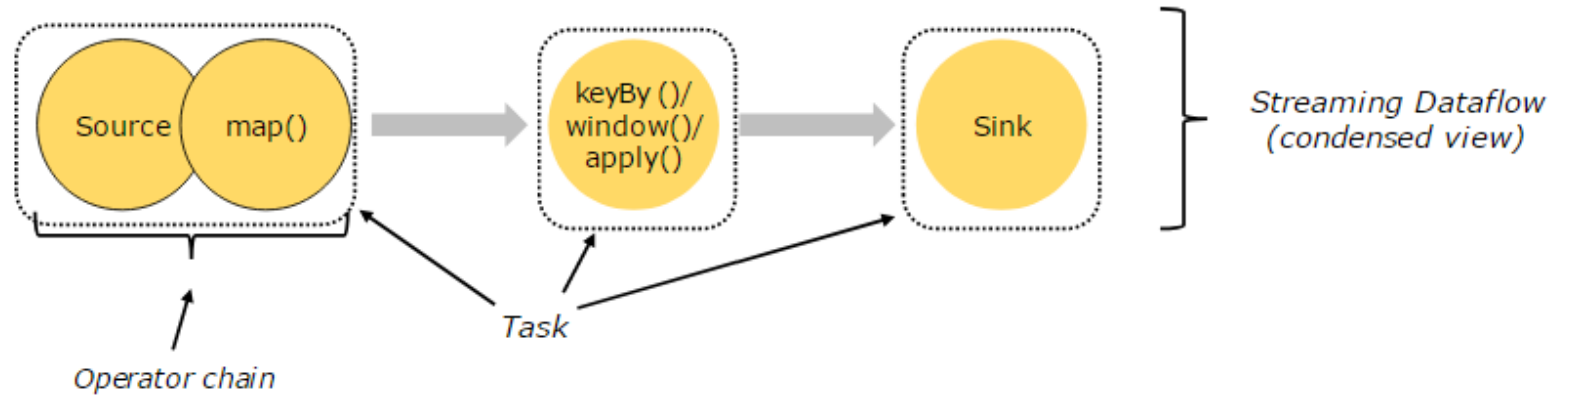 Source
map()
keyBy ()/
window()/
apply()
Sink
Streaming Dataflow
(condensed view)
Task
Operator chain